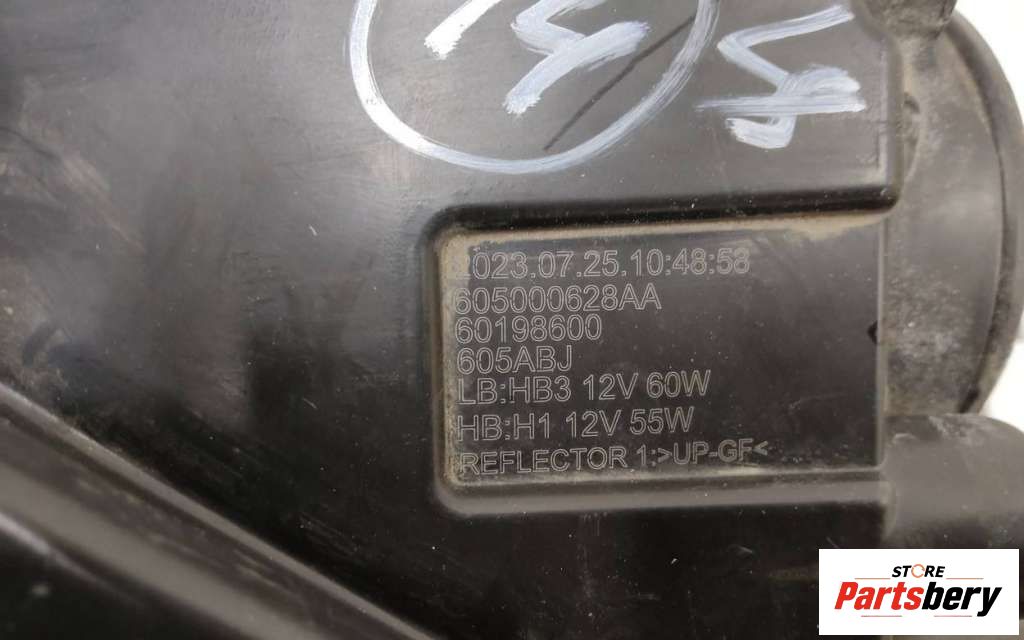 2023.07.25.10:48:58
605000628AA
60198600
605ABJ
LB:HB3 12V 60W
HB:H1 12V 55W
REFLECTOR 1:>UP-GF<
STORE
Partsbery